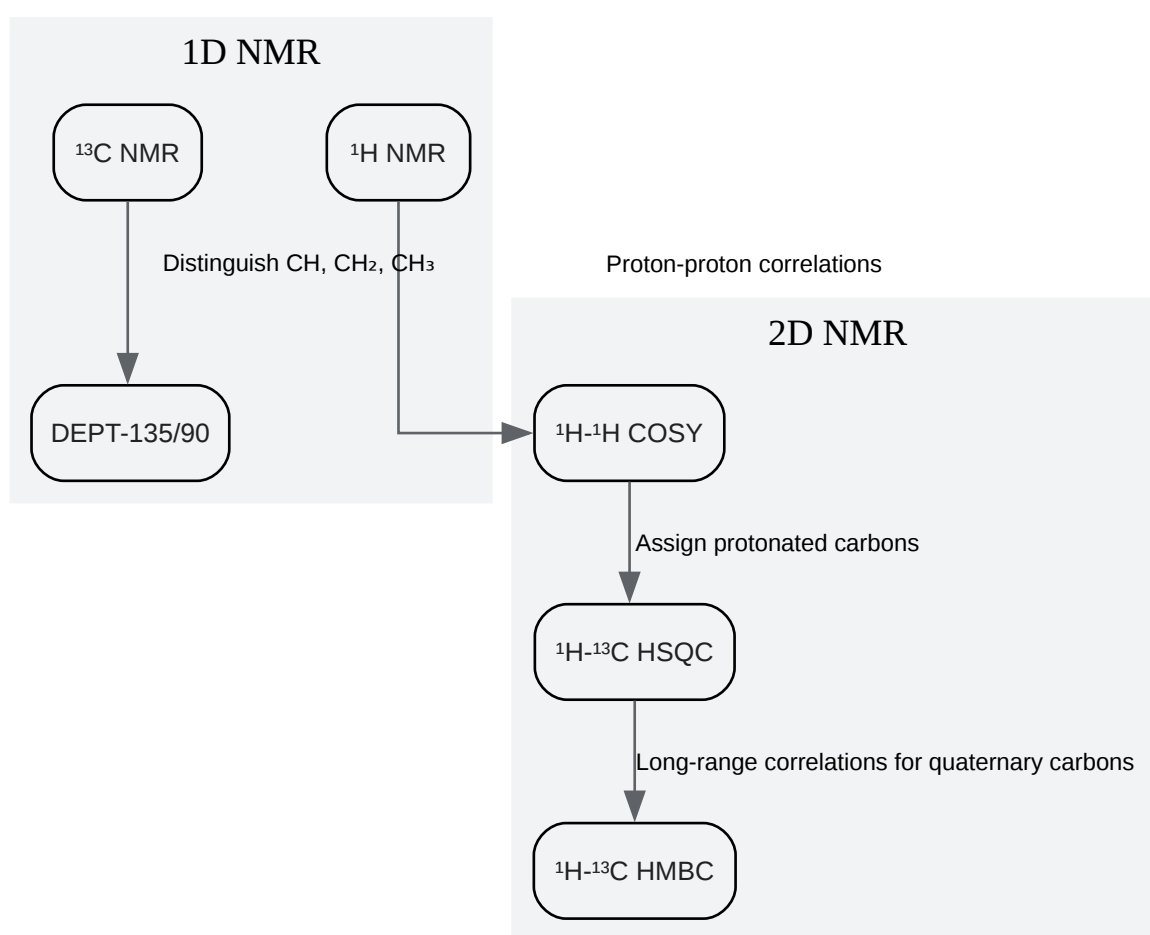 1D NMR
¹³C NMR
¹H NMR
Distinguish CH, CH₂, CH₃
DEPT-135/90
Proton-proton correlations
2D NMR
¹H-¹H COSY
Assign protonated carbons
¹H-¹³C HSQC
Long-range correlations for quaternary carbons
¹H-¹³C HMBC